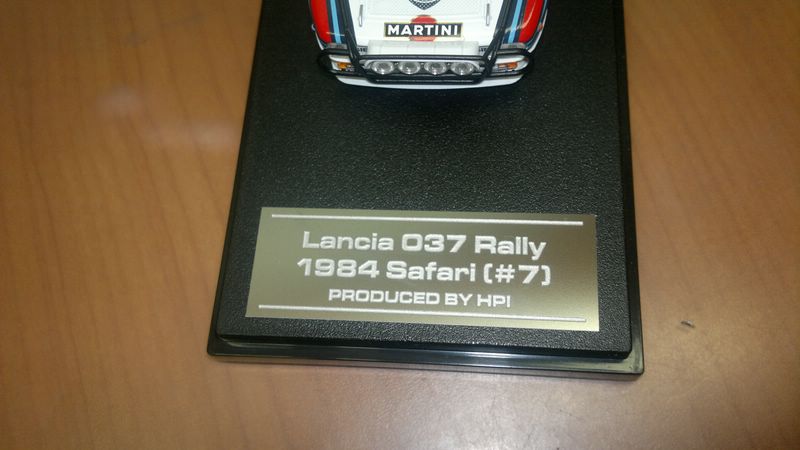 MARTINI
Lancia 037 Rally
1984 Safari (#7)
PRODUCED BY HPI